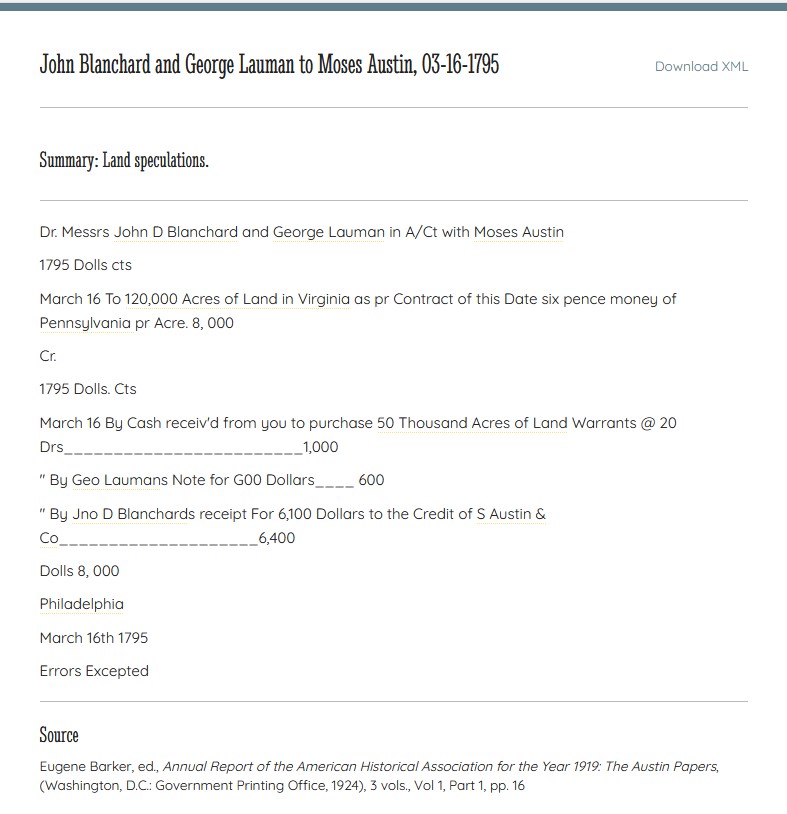 John Blanchard and George Lauman to Moses Austin, 03-16-1795
Download XML
Summary: Land speculations.
Dr. Messrs John D Blanchard and George Lauman in A/Ct with Moses Austin
1795 Dolls cts
March 16 To 120,000 Acres of Land in Virginia as pr Contract of this Date six pence money of
Pennsylvania pr Acre. 8, 000
Cr.
1795 Dolls. Cts
March 16 By Cash receiv'd from you to purchase 50 Thousand Acres of Land Warrants @ 20
Drs________________________1,000
" By Geo Laumans Note for G00 Dollars____ 600
" By Jno D Blanchards receipt For 6,100 Dollars to the Credit of S Austin &
Co____________________6,400
Dolls 8, 000
Philadelphia
March 16th 1795
Errors Excepted
Source
Eugene Barker, ed., Annual Report of the American Historical Association for the Year 1919: The Austin Papers,
(Washington, D.C.: Government Printing Office, 1924), 3 vols., Vol 1, Part 1, pp. 16